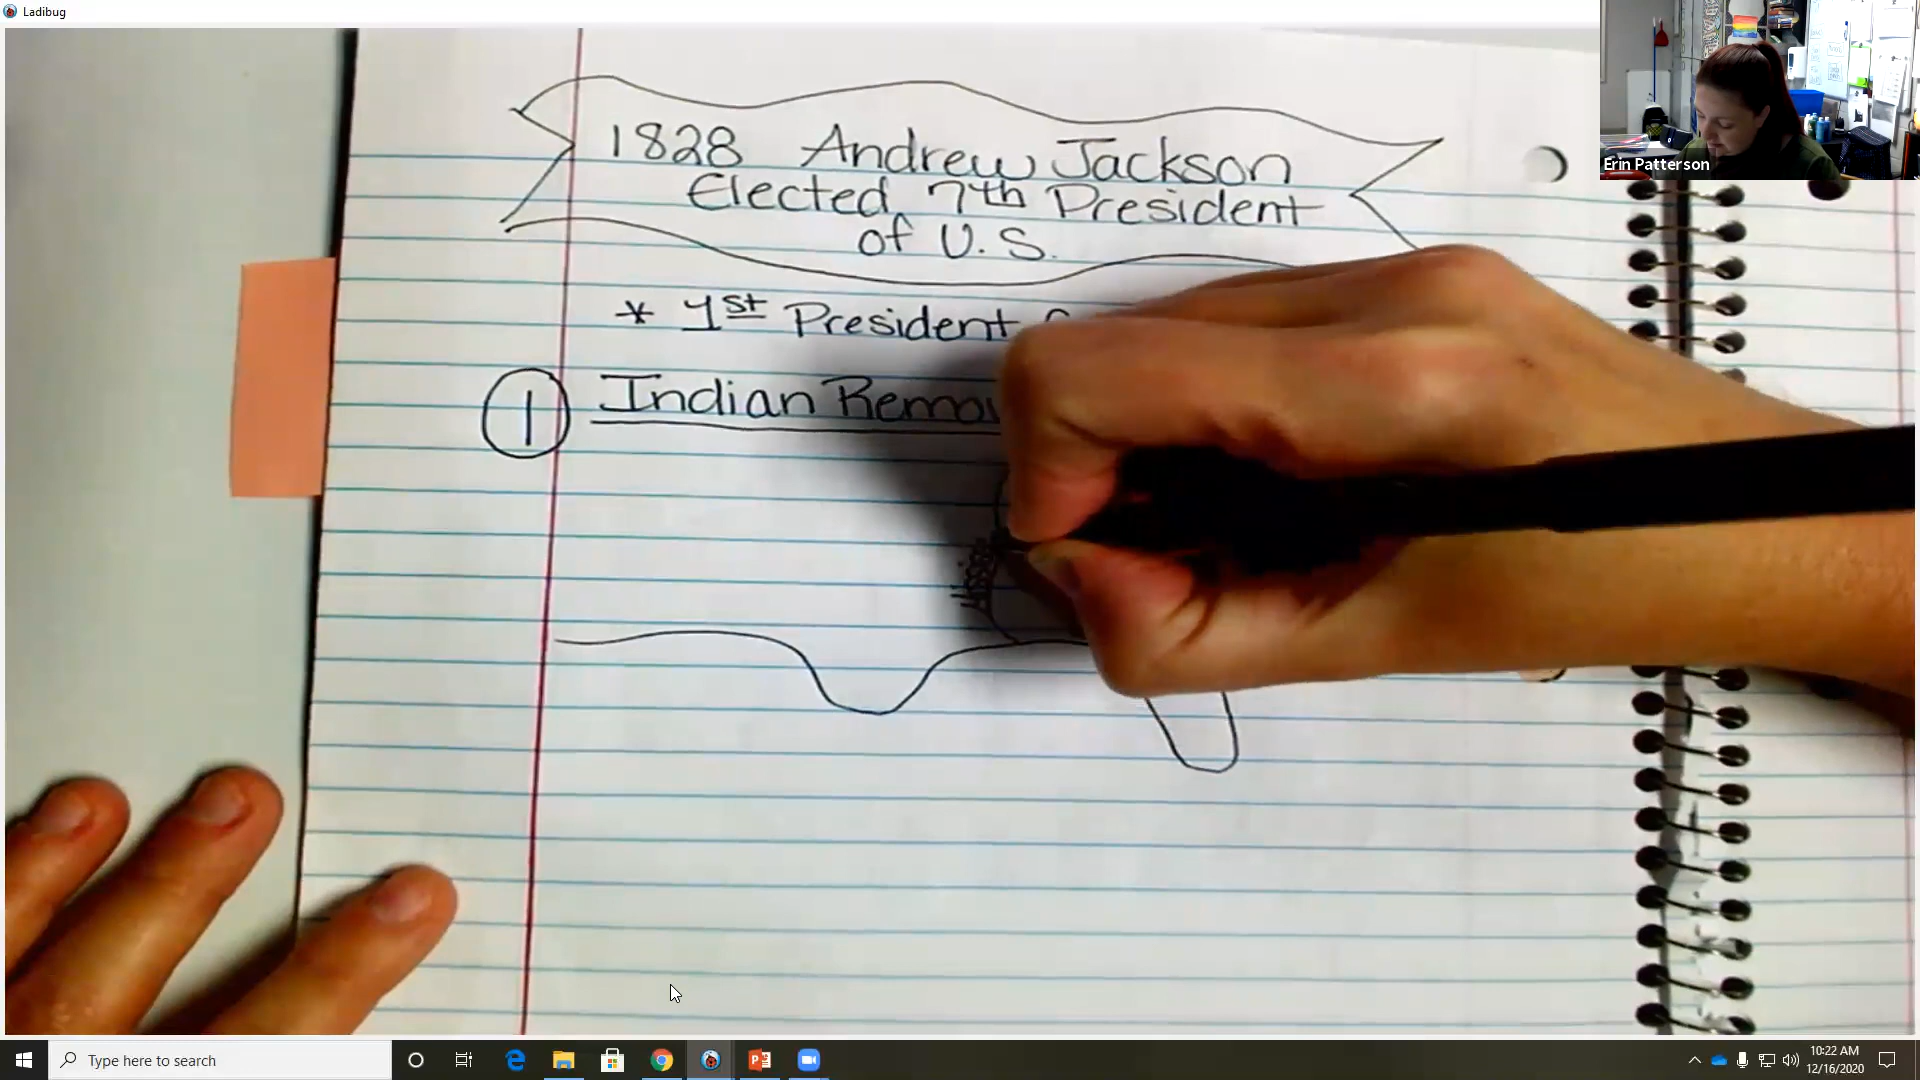 Ladibug
Erin Patterson
1828 Andrew Jackson
Elected 7th President
of U.S.
* 1st President
1 Indian Remov
Type here to search
10:22 AM
12/16/2020